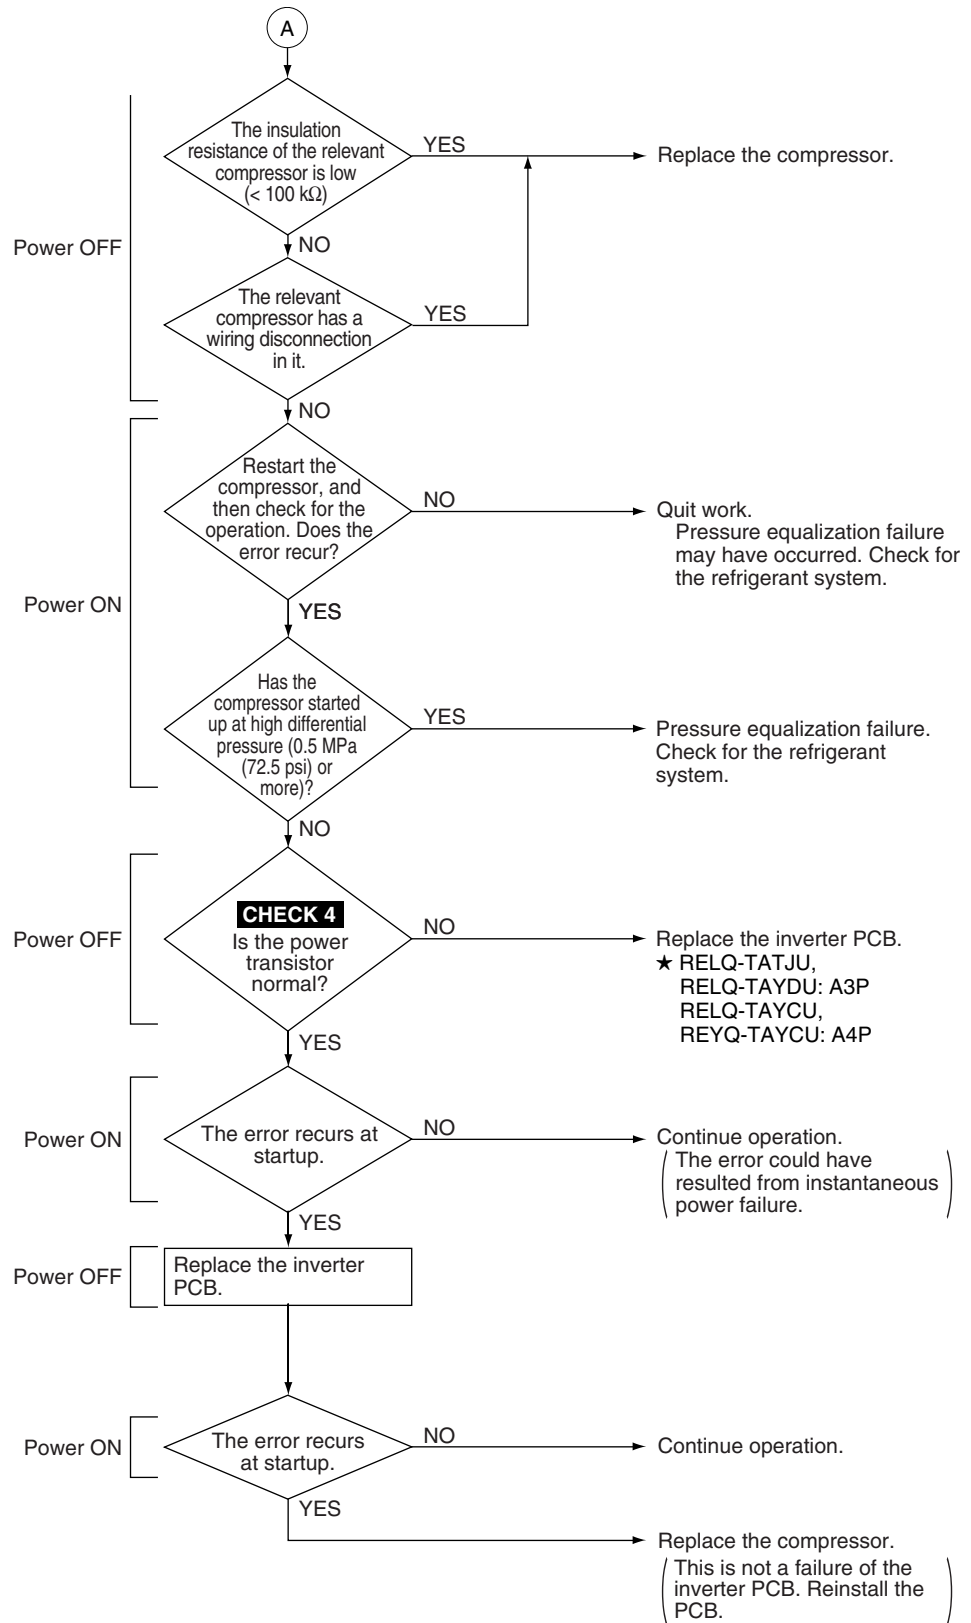 A
The insulation
resistance of the relevant
compressor is low
(< 100 kΩ)
YES
Replace the compressor.
Power OFF
NO
The relevant
compressor has a
wiring disconnection
in it.
YES
NO
Restart the
compressor, and
then check for the
operation. Does the
error recur?
NO
Quit work.
Pressure equalization failure
may have occurred. Check for
the refrigerant system.
Power ON
YES
Has the
compressor started
up at high differential
pressure (0.5 MPa
(72.5 psi) or
more)?
YES
Pressure equalization failure.
Check for the refrigerant
system.
NO
Power OFF
CHECK 4
Is the power
transistor
normal?
NO
Replace the inverter PCB.
★ RELQ-TATJU,
RELQ-TAYDU: A3P
RELQ-TAYCU,
REYQ-TAYCU: A4P
YES
Power ON
The error recurs at
startup.
NO
Continue operation.
(The error could have
resulted from instantaneous
power failure.)
YES
Power OFF
Replace the inverter
PCB.
Power ON
The error recurs
at startup.
NO
Continue operation.
YES
Replace the compressor.
(This is not a failure of the
inverter PCB. Reinstall the
PCB.)